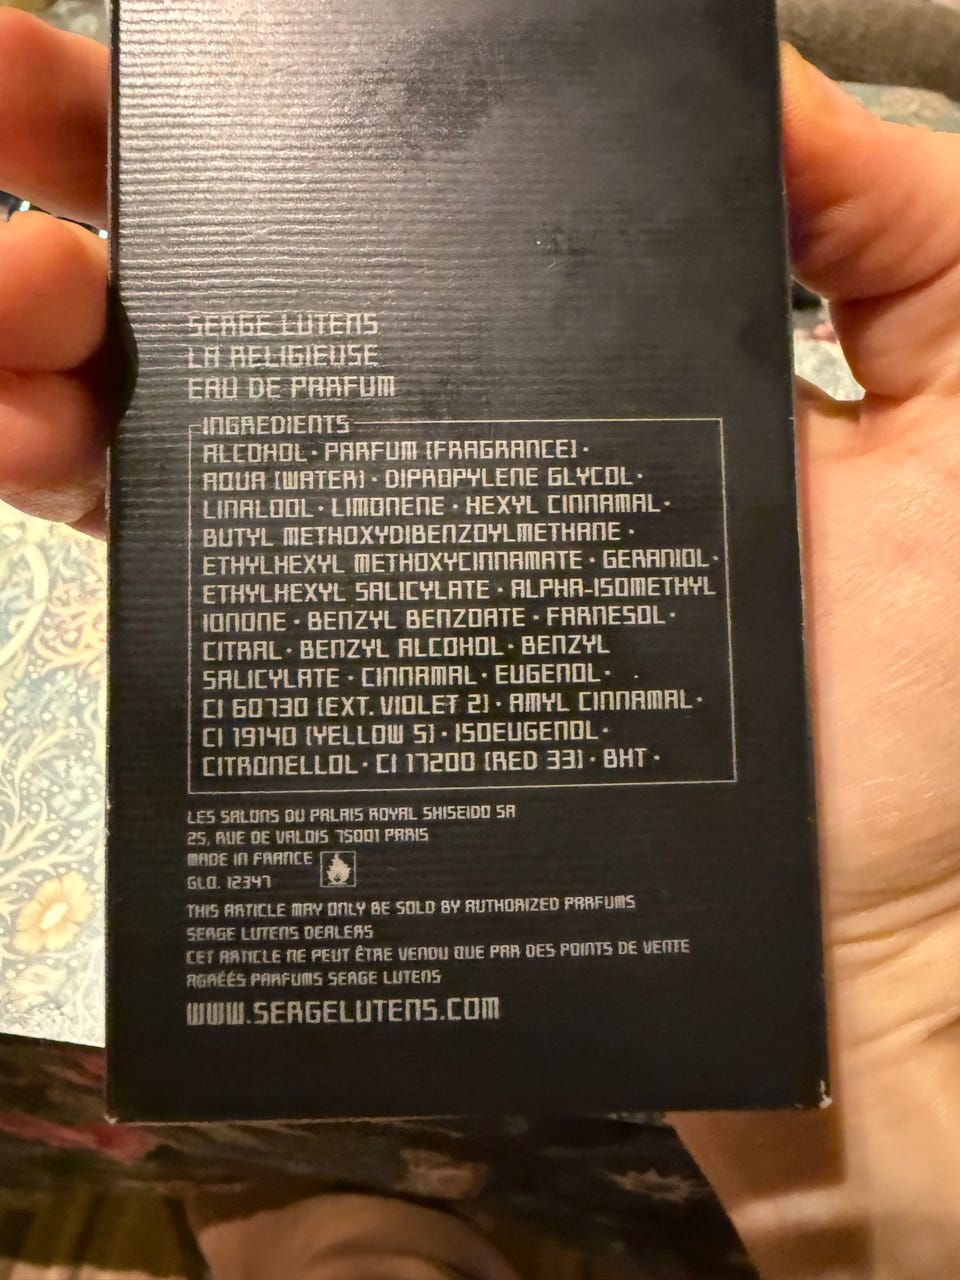 SERGE LUTENS
LA RELIGIEUSE
EAU DE PARFUM
INGREDIENTS
ALCOHOL · PARFUM (FRAGRANCE) ·
AQUA (WATER) · DIPROPYLENE GLYCOL ·
LINALOOL · LIMONENE · HEXYL CINNAMAL ·
BUTYL METHOXYDIBENZOYLMETHANE ·
ETHYLHEXYL METHOXYCINNAMATE · GERANIOL ·
ETHYLHEXYL SALICYLATE · ALPHA-ISOMETHYL
IONONE · BENZYL BENZOATE · FARNESOL ·
CITRAL · BENZYL ALCOHOL · BENZYL
SALICYLATE · CINNAMAL · EUGENOL ·
CI 60730 (EXT. VIOLET 2) · AMYL CINNAMAL ·
CI 19140 (YELLOW 5) · ISOEUGENOL ·
CITRONELLOL · CI 17200 (RED 33) · BHT ·
LES SALONS DU PALAIS ROYAL SHISEIDO SA
25, RUE DE VALOIS 75001 PARIS
MADE IN FRANCE
GLO. 12347
THIS ARTICLE MAY ONLY BE SOLD BY AUTHORIZED PARFUMS
SERGE LUTENS DEALERS
CET ARTICLE NE PEUT ÊTRE VENDU QUE PAR DES POINTS DE VENTE
AGRÉÉS PARFUMS SERGE LUTENS
WWW.SERGELUTENS.COM